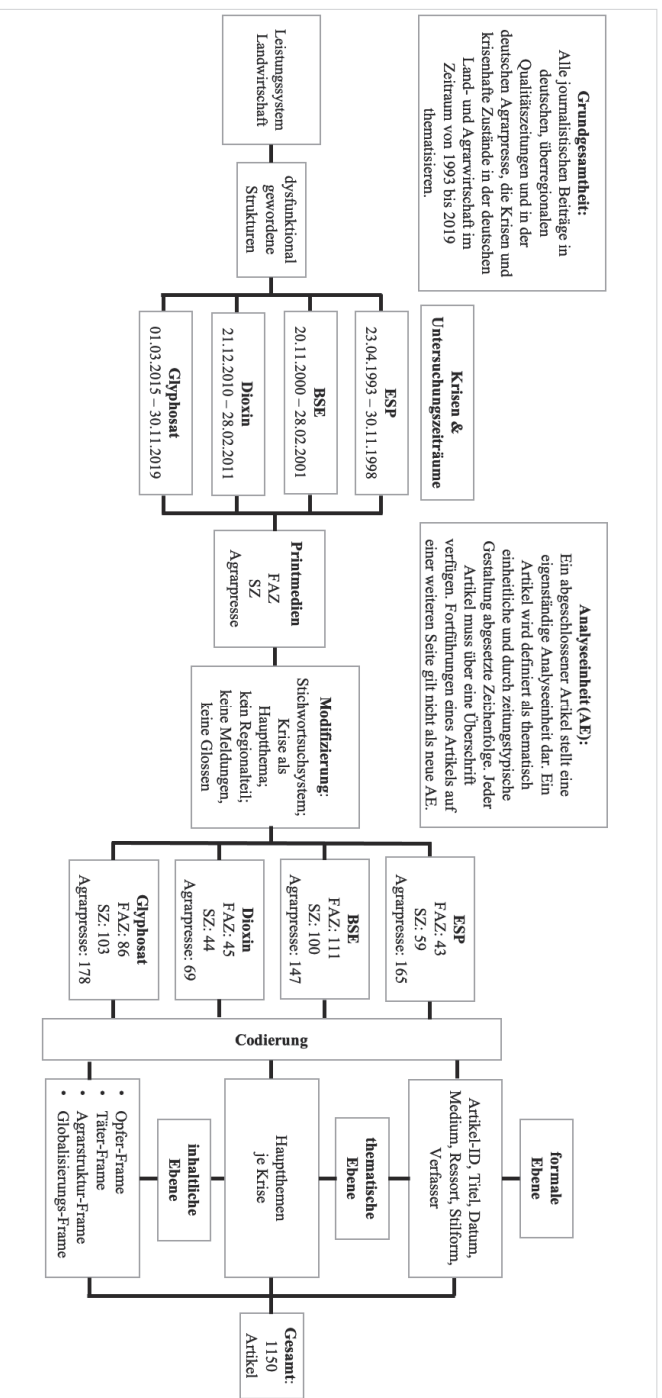 Grundgesamtheit:
Alle journalistischen Beiträge in
deutschen, überregionalen
Qualitätszeitungen und in der
deutschen Agrarpresse, die Krisen und
krisenhafte Zustände in der deutschen
Land- und Agrarwirtschaft im
Zeitraum von 1993 bis 2019
thematisieren.
Analyseeinheit (AE):
Ein abgeschlossener Artikel stellt eine
eigenständige Analyseeinheit dar. Ein
Artikel wird definiert als thematisch
einheitliche und durch zeitungstypische
Gestaltung abgesetzte Zeichenfolge. Jeder
Artikel muss über eine Überschrift
verfügen. Fortführungen eines Artikels auf
einer weiteren Seite gilt nicht als neue AE.
Leistungssystem
Landwirtschaft
dysfunktional
gewordene
Strukturen
Krisen &
Untersuchungszeiträume
ESP
23.04.1993 – 30.11.1998
BSE
20.11.2000 – 28.02.2001
Dioxin
21.12.2010 – 28.02.2011
Glyphosat
01.03.2015 – 30.11.2019
Printmedien
FAZ
SZ
Agrarpresse
Modifizierung:
Stichwortsuchsystem;
Krise als
Hauptthema;
kein Regionalteil;
keine Meldungen,
keine Glossen
ESP
FAZ: 43
SZ: 59
Agrarpresse: 165
BSE
FAZ: 111
SZ: 100
Agrarpresse: 147
Dioxin
FAZ: 45
SZ: 44
Agrarpresse: 69
Glyphosat
FAZ: 86
SZ: 103
Agrarpresse: 178
Codierung
formale
Ebene
Artikel-ID, Titel, Datum,
Medium, Ressort, Stilform,
Verfasser
thematische
Ebene
Hauptthemen
je Krise
inhaltliche
Ebene
• Opfer-Frame
• Täter-Frame
• Agrarstruktur-Frame
• Globalisierungs-Frame
Gesamt:
1150
Artikel